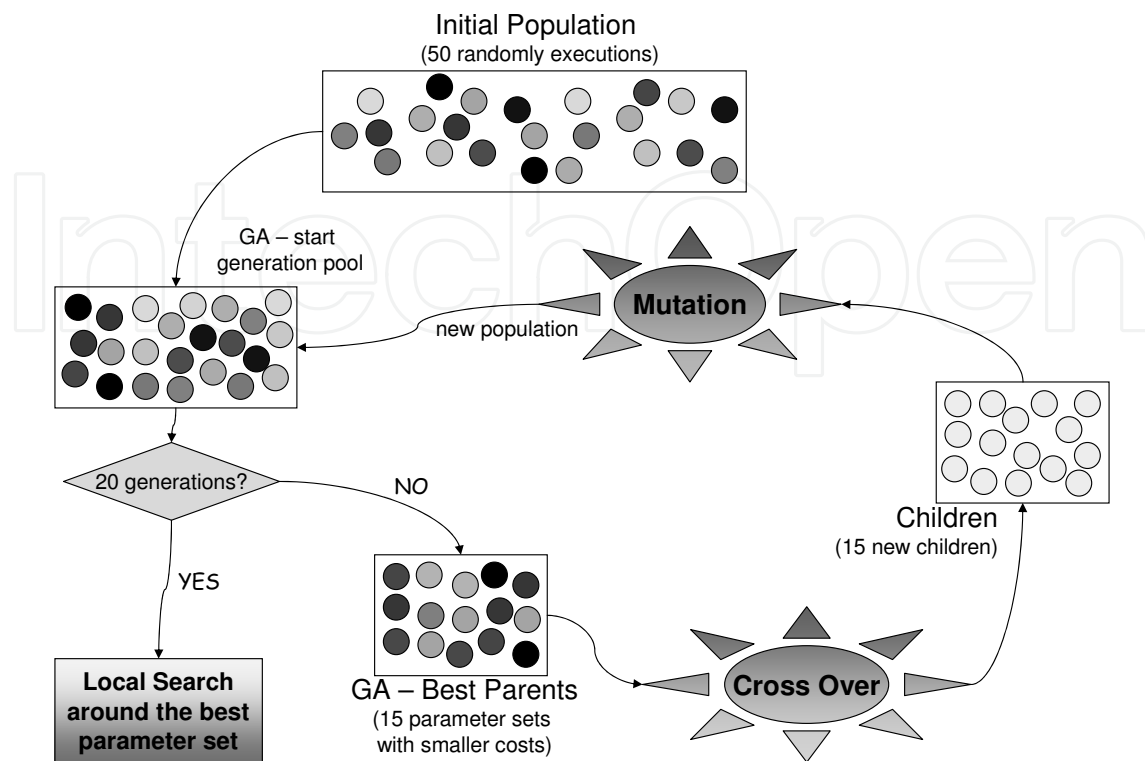 Initial Population
(50 randomly executions)
IntechOpen
GA – start
generation pool
Mutation
new population
20 generations?
NO
Children
(15 new children)
YES
Local Search
around the best
parameter set
GA – Best Parents
(15 parameter sets
with smaller costs)
Cross Over